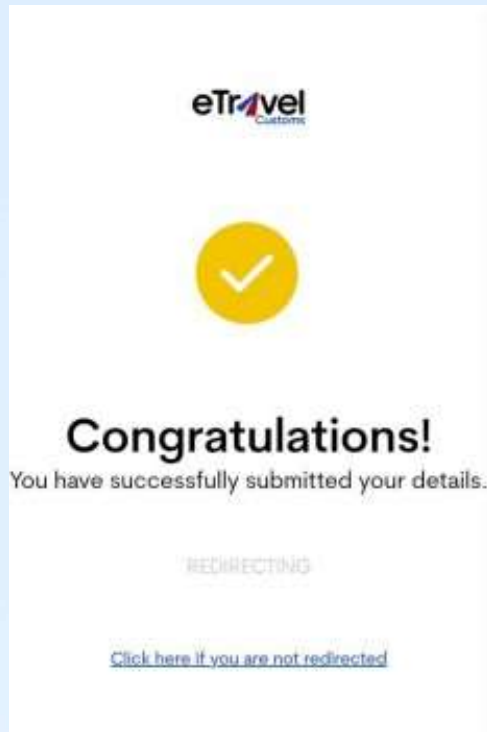 eTravel
Customs
Congratulations!
You have successfully submitted your details.
REDIRECTING
Click here if you are not redirected